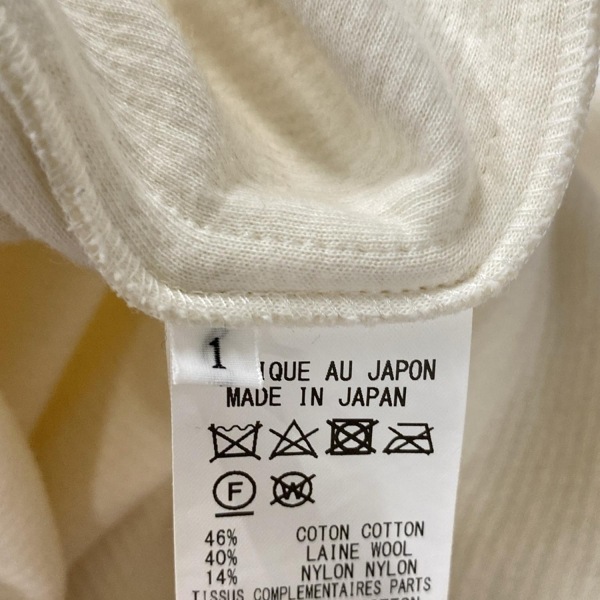 1
IQUE AU JAPON
MADE IN JAPAN
F W
46% COTON COTTON
40% LAINE WOOL
14% NYLON NYLON
TISSUS COMPLEMENTAIRES PARTS